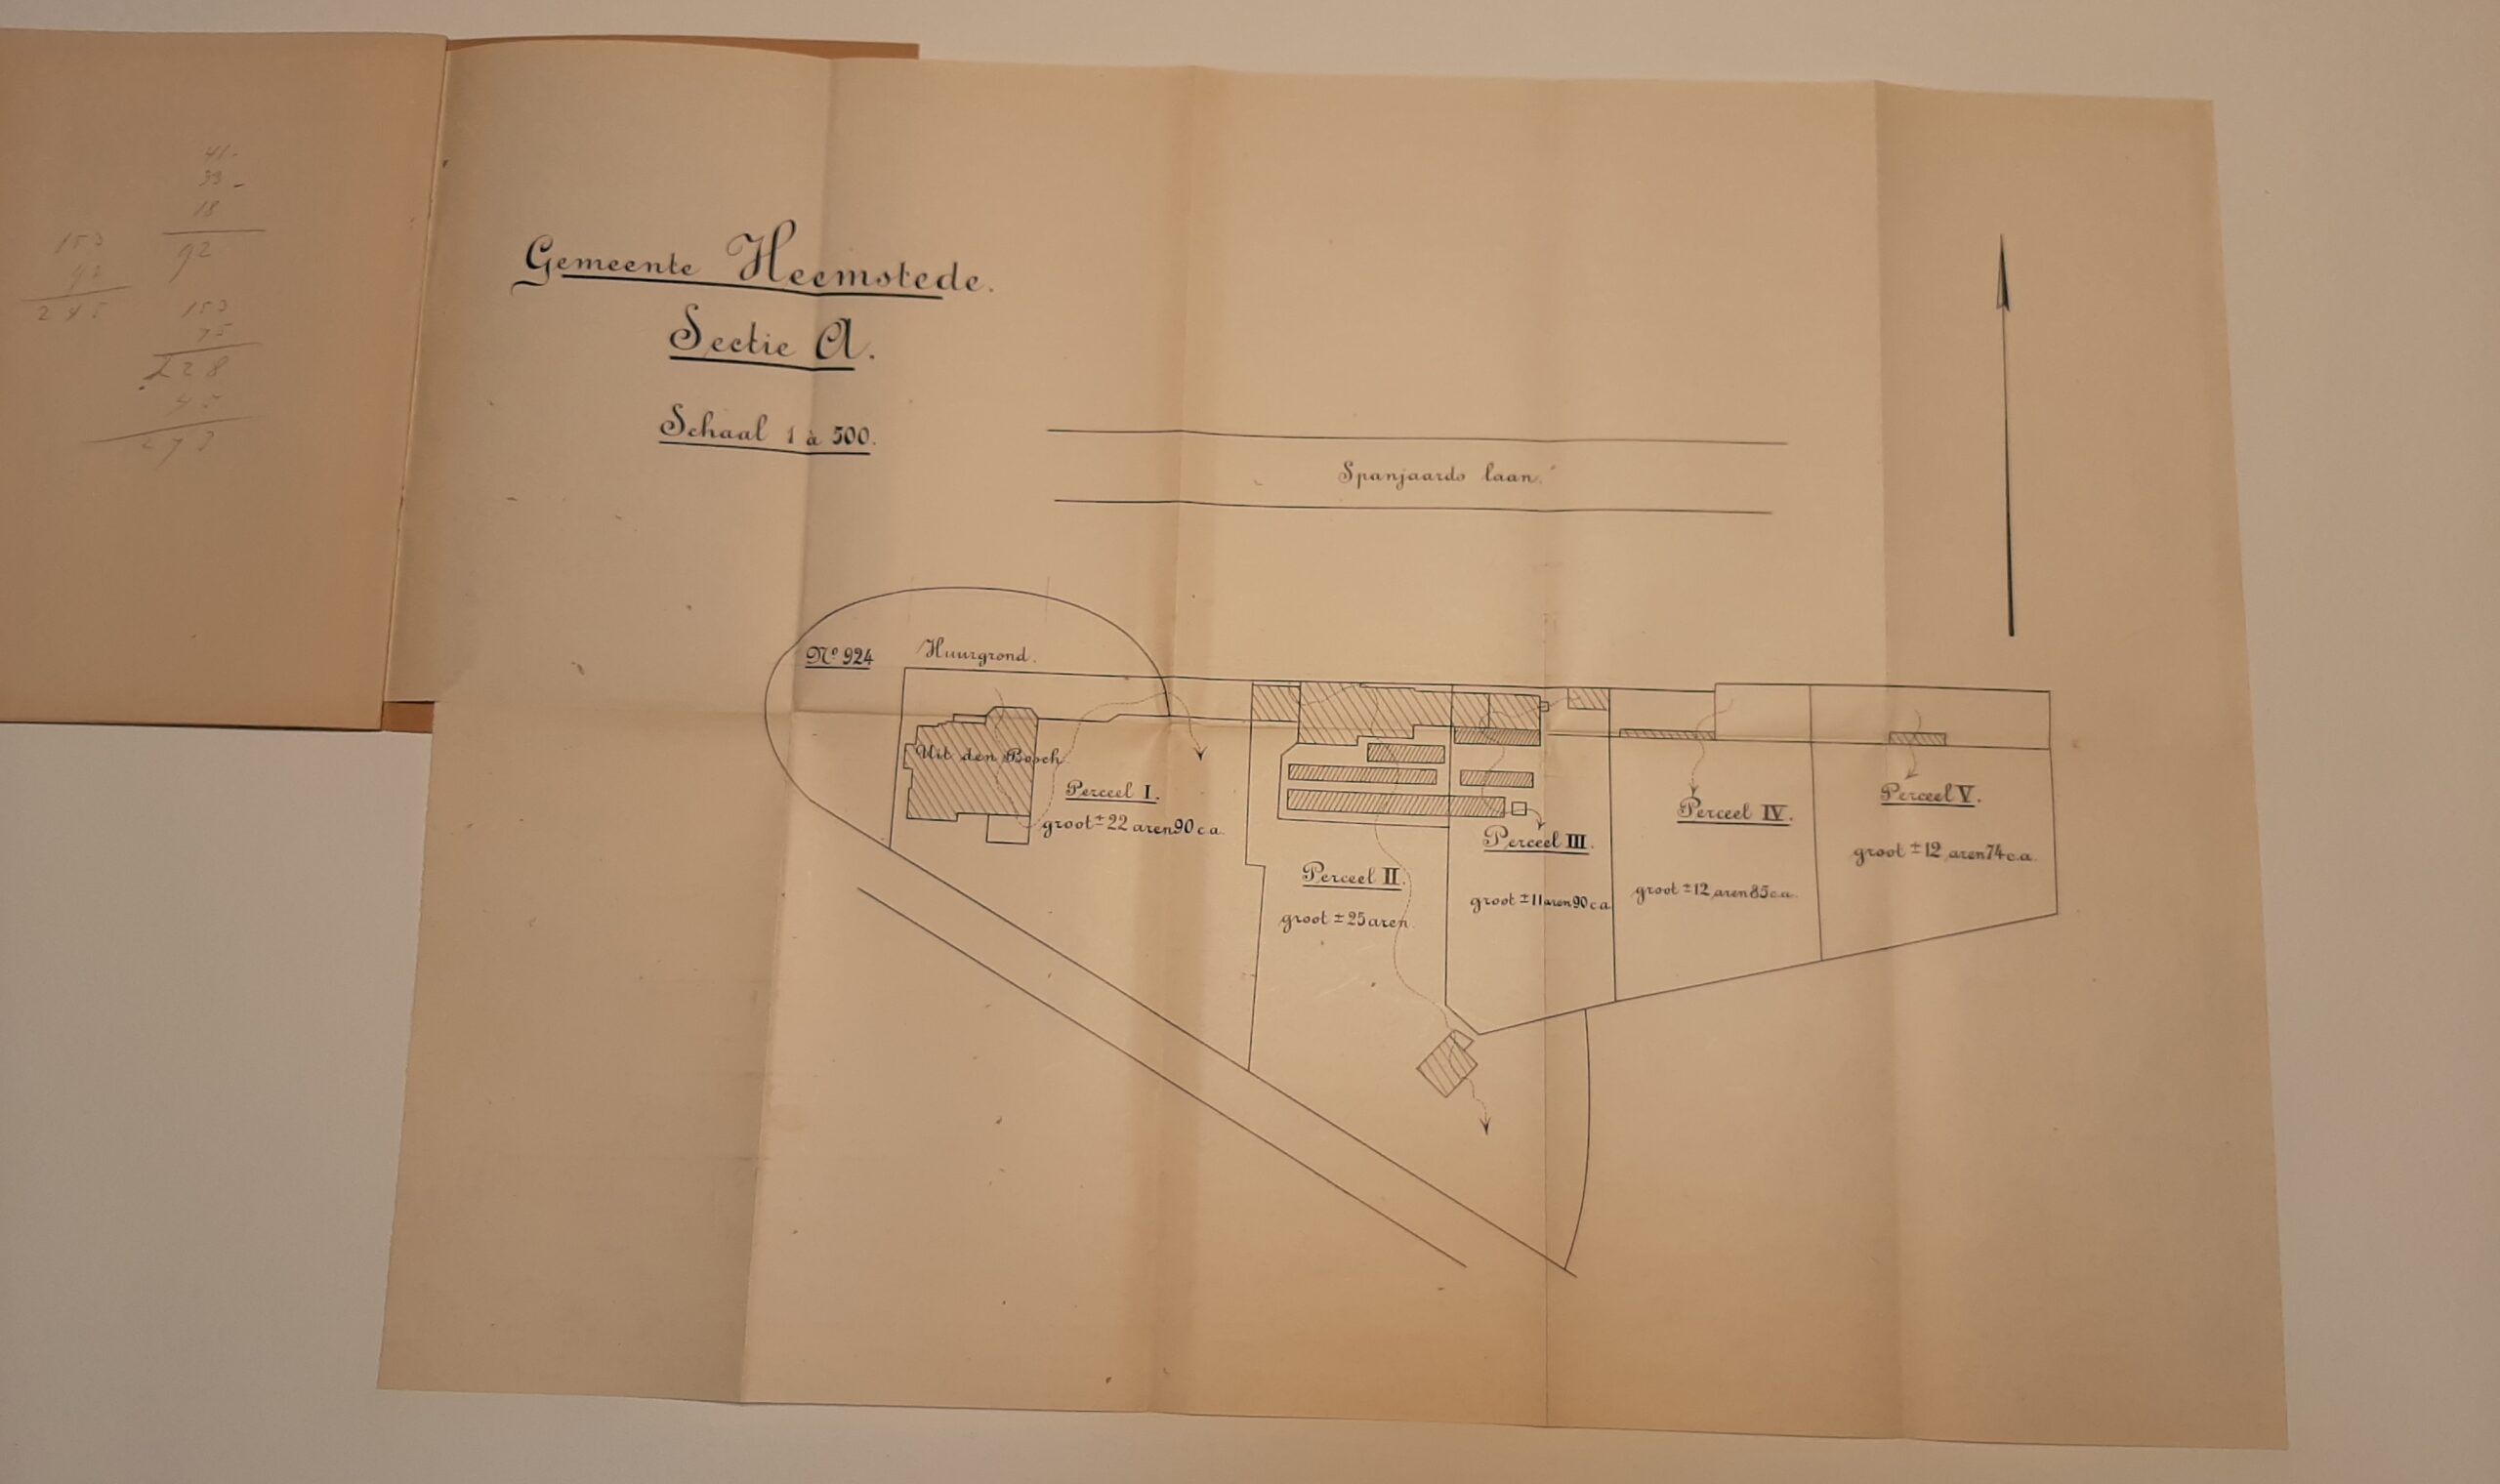 41-
33-
18
92
153
92
245
153
75
228
45
273
Gemeente Heemstede.
Sectie A.
Schaal 1 à 500.
Spanjaards laan.
Nº 924
Huurgrond.
Uit den Bosch.
Perceel I.
groot ± 22 aren 90 c.a.
Perceel II.
groot ± 25 aren.
Perceel III.
groot ± 11 aren 90 c.a.
Perceel IV.
groot ± 12 aren 85 c.a.
Perceel V.
groot ± 12 aren 74 c.a.